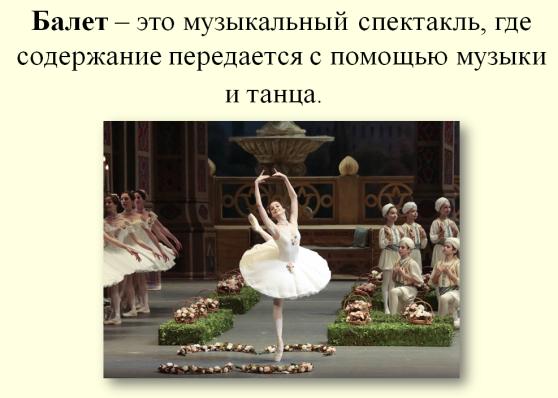 Балет – это музыкальный спектакль, где
содержание передается с помощью музыки
и танца.